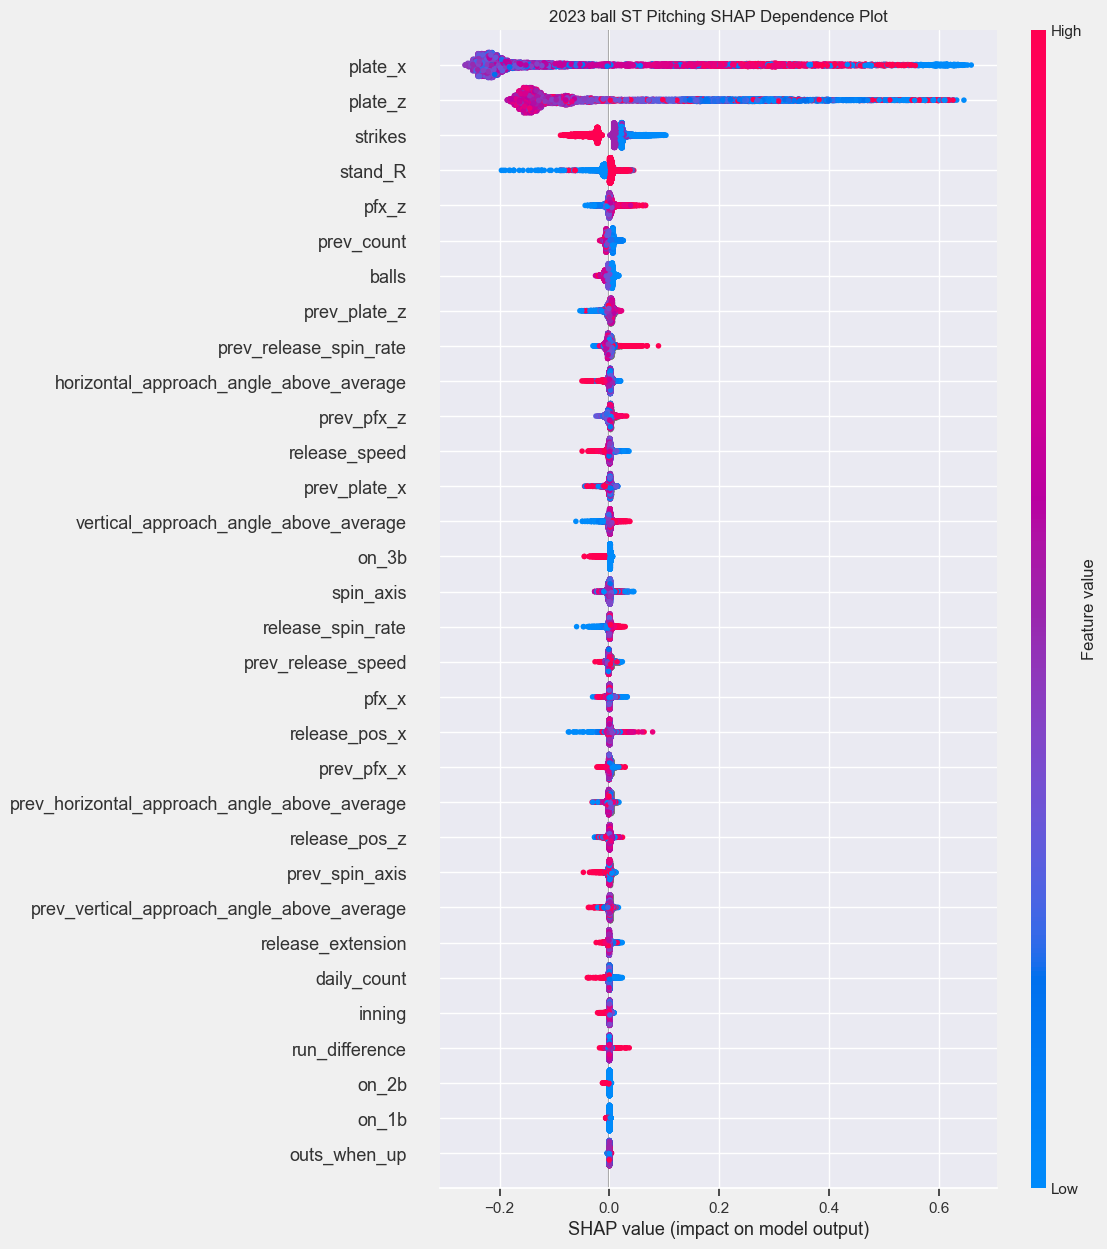 2023 ball ST Pitching SHAP Dependence Plot
High
plate_x
plate_z
strikes
stand_R
pfx_z
prev_count
balls
prev_plate_z
prev_release_spin_rate
horizontal_approach_angle_above_average
prev_pfx_z
release_speed
prev_plate_x
vertical_approach_angle_above_average
on_3b
spin_axis
release_spin_rate
prev_release_speed
pfx_x
release_pos_x
prev_pfx_x
prev_horizontal_approach_angle_above_average
release_pos_z
prev_spin_axis
prev_vertical_approach_angle_above_average
release_extension
daily_count
inning
run_difference
on_2b
on_1b
outs_when_up
Feature value
Low
−0.2 0.0 0.2 0.4 0.6
SHAP value (impact on model output)